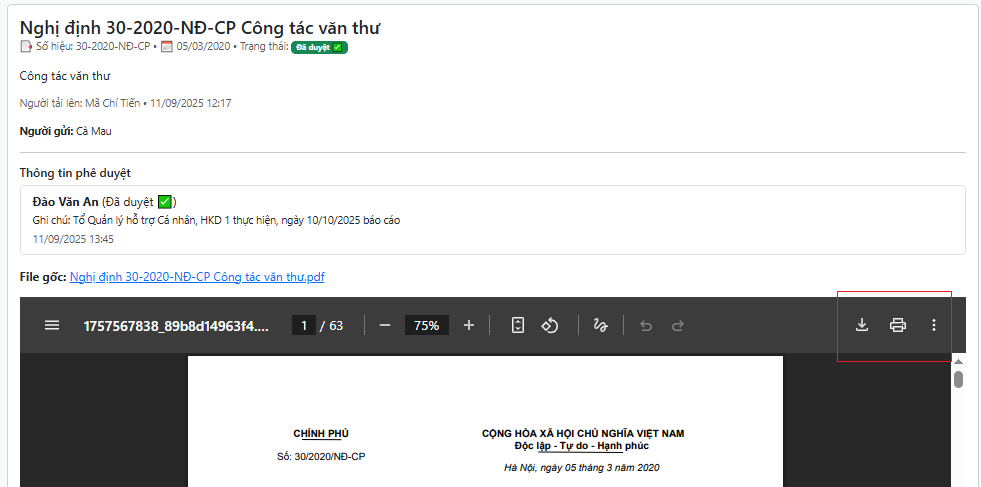 Nghị định 30-2020-NĐ-CP Công tác văn thư
Số hiệu: 30-2020-NĐ-CP • 05/03/2020 • Trạng thái: Đã duyệt ✅
Công tác văn thư
Người tải lên: Mã Chí Tiến • 11/09/2025 12:17
Người gửi: Cà Mau
Thông tin phê duyệt
Đào Văn An (Đã duyệt ✅)
Ghi chú: Tổ Quản lý hỗ trợ Cá nhân, HKD 1 thực hiện, ngày 10/10/2025 báo cáo
11/09/2025 13:45
File gốc: Nghị định 30-2020-NĐ-CP Công tác văn thư.pdf
1757567838_89b8d14963f4.... 1 / 63 75%
CHÍNH PHỦ
CỘNG HÒA XÃ HỘI CHỦ NGHĨA VIỆT NAM
Độc lập - Tự do - Hạnh phúc
Số: 30/2020/NĐ-CP
Hà Nội, ngày 05 tháng 3 năm 2020